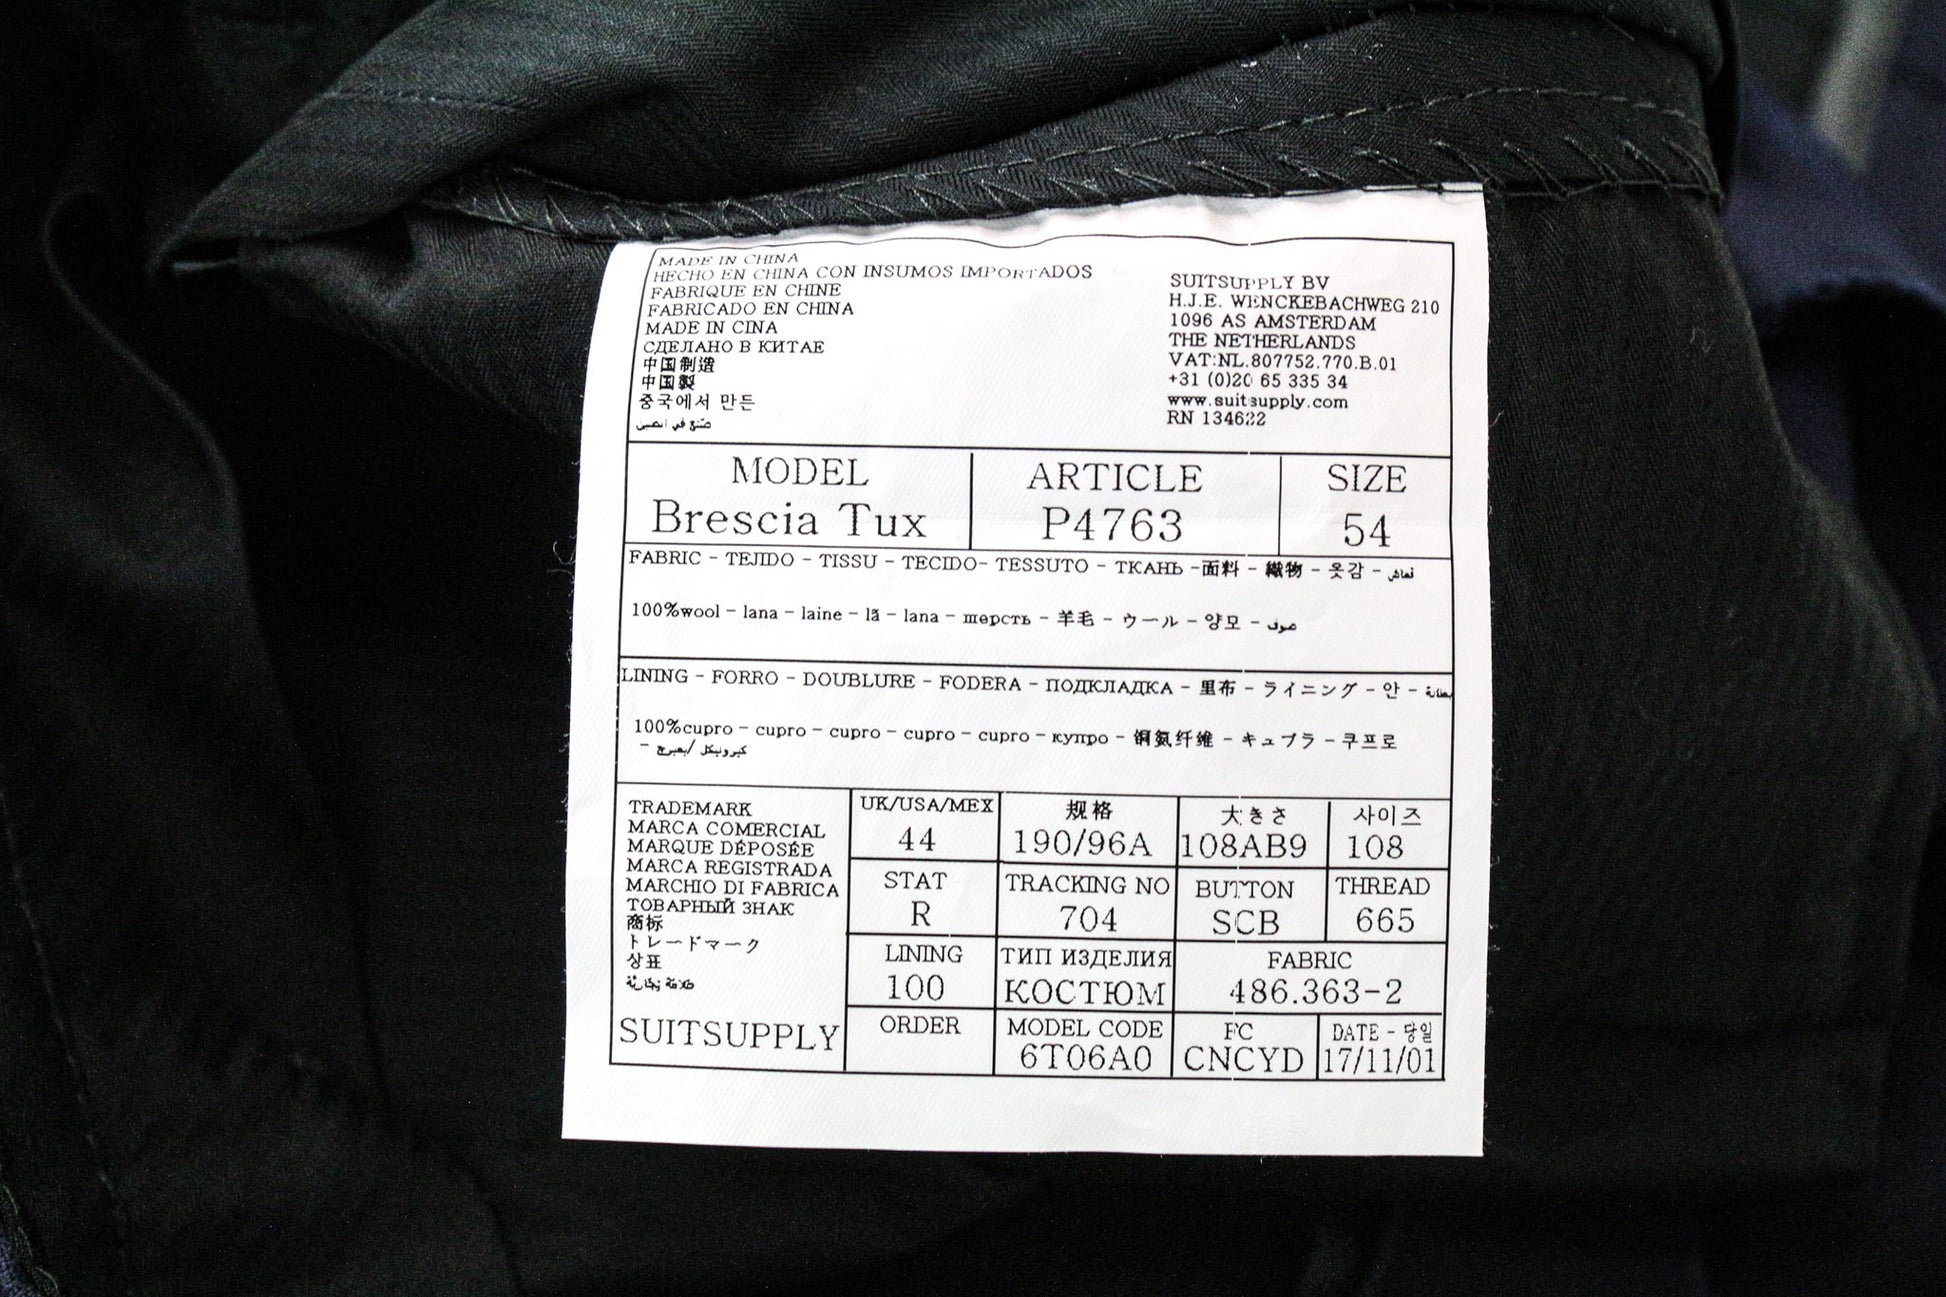 MADE IN CHINA
HECHO EN CHINA CON INSUMOS IMPORTADOS
FABRIQUE EN CHINE
FABRICADO EN CHINA
MADE IN CINA
СДЕЛАНО В КИТАЕ
中国制造
中国製
중국에서 만든
صنع في الصين
SUITSUPPLY BV
H.J.E. WENCKEBACHWEG 210
1096 AS AMSTERDAM
THE NETHERLANDS
VAT:NL.807752.770.B.01
+31 (0)20 65 335 34
www.suitsupply.com
RN 134622
MODEL
Brescia Tux
ARTICLE
P4763
SIZE
54
FABRIC - TEJIDO - TISSU - TECIDO- TESSUTO - ТКАНЬ -面料 - 織物 - 옷감 - قماش
100%wool - lana - laine - lã - lana - шерсть - 羊毛 - ウール - 양모 - صوف
LINING - FORRO - DOUBLURE - FODERA - ПОДКЛАДКА - 里布 - ライニング - 안 - بطانة
100%cupro - cupro - cupro - cupro - cupro - купро - 铜氨纤维 - キュプラ - 쿠프로
-
TRADEMARK
MARCA COMERCIAL
MARQUE DÉPOSÉE
MARCA REGISTRADA
MARCHIO DI FABRICA
ТОВАРНЫЙ ЗНАК
商标
トレードマーク
상표
علامة تجارية
SUITSUPPLY
UK/USA/MEX
44
规格
190/96A
大きさ
108AB9
사이즈
108
STAT
R
TRACKING NO
704
BUTTON
SCB
THREAD
665
LINING
100
ТИП ИЗДЕЛИЯ
КОСТЮМ
FABRIC
486.363-2
ORDER
MODEL CODE
6T06A0
FC
CNCYD
DATE - 당일
17/11/01